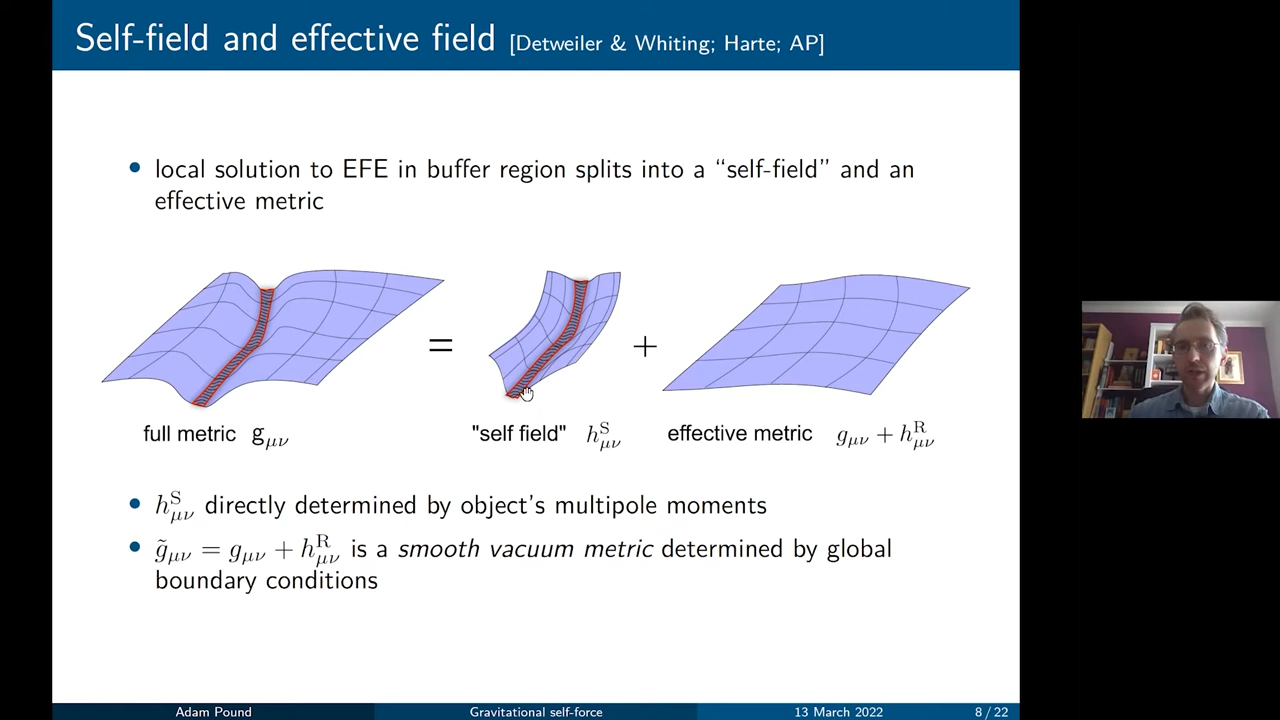 Self-field and effective field [Detweiler & Whiting; Harte; AP]
• local solution to EFE in buffer region splits into a “self-field” and an
effective metric
= +
full metric g_{μν} "self field" h^S_{μν} effective metric g_{μν} + h^R_{μν}
• h^S_{μν} directly determined by object's multipole moments
• g̃_{μν} = g_{μν} + h^R_{μν} is a smooth vacuum metric determined by global
boundary conditions
Adam Pound Gravitational self-force 13 March 2022 8 / 22